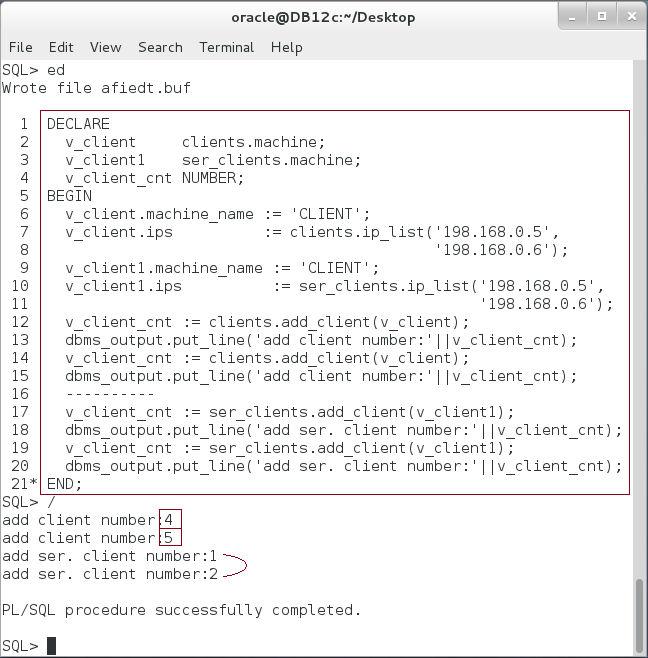 oracle@DB12c:~/Desktop
File Edit View Search Terminal Help
SQL> ed
Wrote file afiedt.buf
1 DECLARE
2 v_client clients.machine;
3 v_client1 ser_clients.machine;
4 v_client_cnt NUMBER;
5 BEGIN
6 v_client.machine_name := 'CLIENT';
7 v_client.ips := clients.ip_list('198.168.0.5',
8 '198.168.0.6');
9 v_client1.machine_name := 'CLIENT';
10 v_client1.ips := ser_clients.ip_list('198.168.0.5',
11 '198.168.0.6');
12 v_client_cnt := clients.add_client(v_client);
13 dbms_output.put_line('add client number:'||v_client_cnt);
14 v_client_cnt := clients.add_client(v_client);
15 dbms_output.put_line('add client number:'||v_client_cnt);
16 ----------
17 v_client_cnt := ser_clients.add_client(v_client1);
18 dbms_output.put_line('add ser. client number:'||v_client_cnt);
19 v_client_cnt := ser_clients.add_client(v_client1);
20 dbms_output.put_line('add ser. client number:'||v_client_cnt);
21* END;
SQL> /
add client number:4
add client number:5
add ser. client number:1
add ser. client number:2
PL/SQL procedure successfully completed.
SQL>